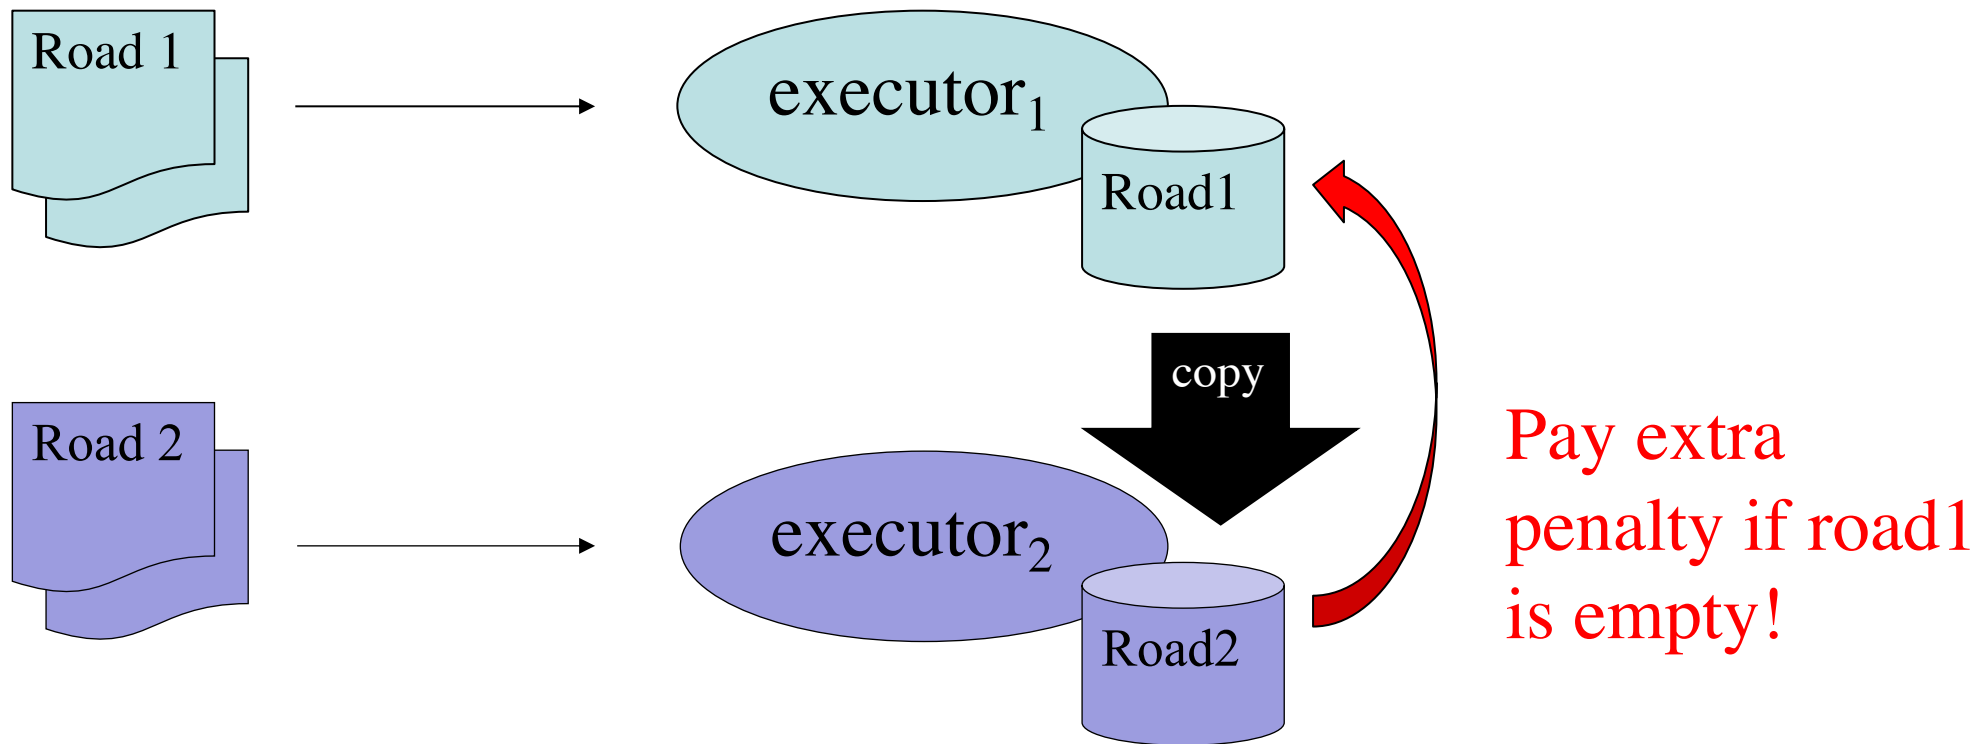 Road 1
executor1
Road1
copy
Road 2
executor2
Road2
Pay extra
penalty if road1
is empty!